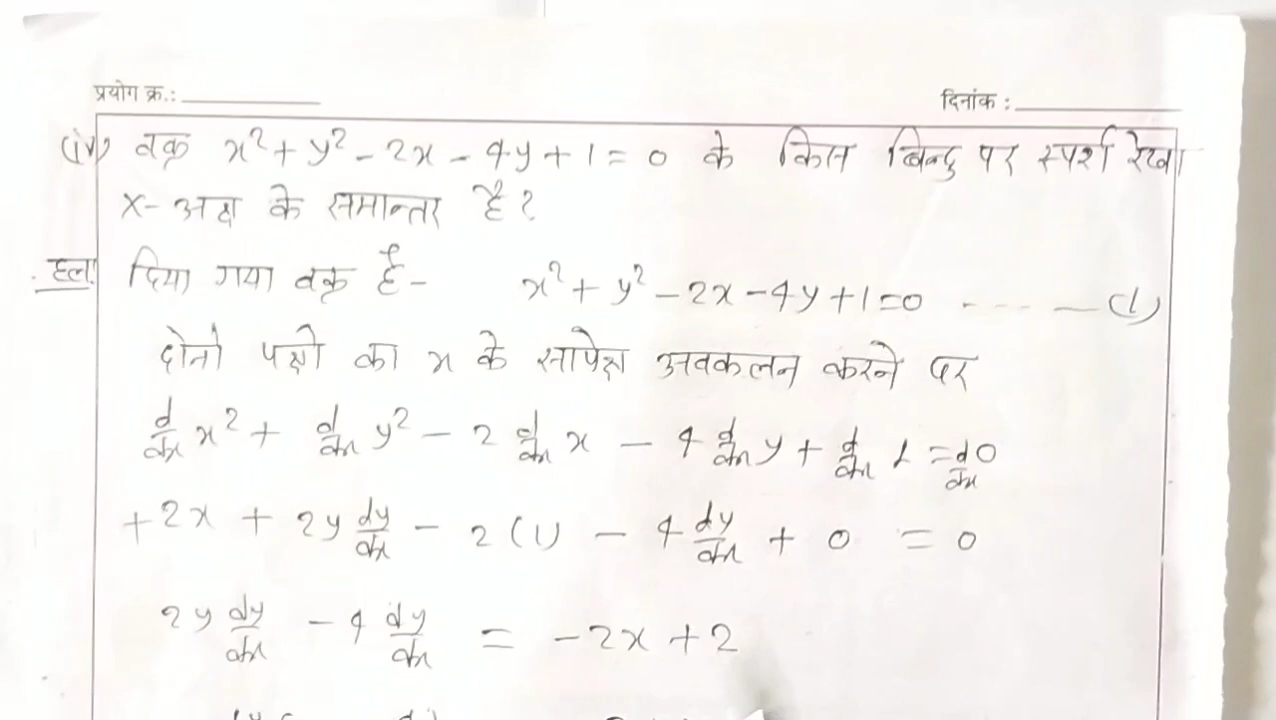 प्रयोग क्र.: दिनांक :
(iv) वक्र x² + y² - 2x - 4y + 1 = 0 के किस बिन्दु पर स्पर्श रेखा
x- अक्ष के समान्तर है?
हल: दिया गया वक्र है- x² + y² - 2x - 4y + 1 = 0 ---- (1)
दोनो पक्षो का x के सापेक्ष अवकलन करने पर
d/dx x² + d/dx y² - 2 d/dx x - 4 d/dx y + d/dx 1 = d/dx 0
+2x + 2y dy/dx - 2(1) - 4 dy/dx + 0 = 0
2y dy/dx - 4 dy/dx = -2x + 2